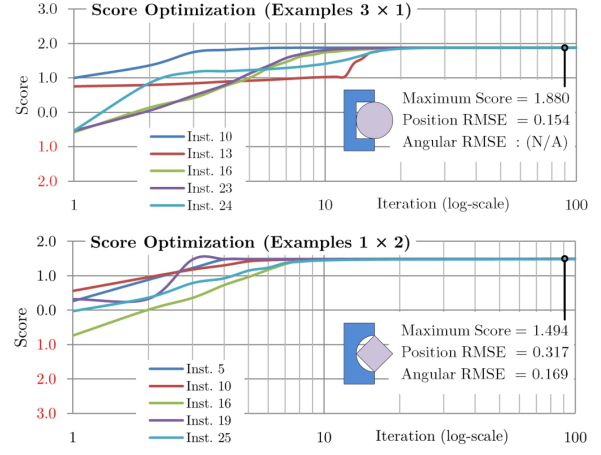 Score Optimization (Examples 3 × 1)
3.0
2.0
1.0
0.0
1.0
2.0
Score
Maximum Score = 1.880
Position RMSE = 0.154
Angular RMSE : (N/A)
Inst. 10
Inst. 13
Inst. 16
Inst. 23
Inst. 24
1
10
Iteration (log-scale)
100
Score Optimization (Examples 1 × 2)
2.0
1.0
0.0
1.0
2.0
3.0
Score
Maximum Score = 1.494
Position RMSE = 0.317
Angular RMSE = 0.169
Inst. 5
Inst. 10
Inst. 16
Inst. 19
Inst. 25
1
10
Iteration (log-scale)
100